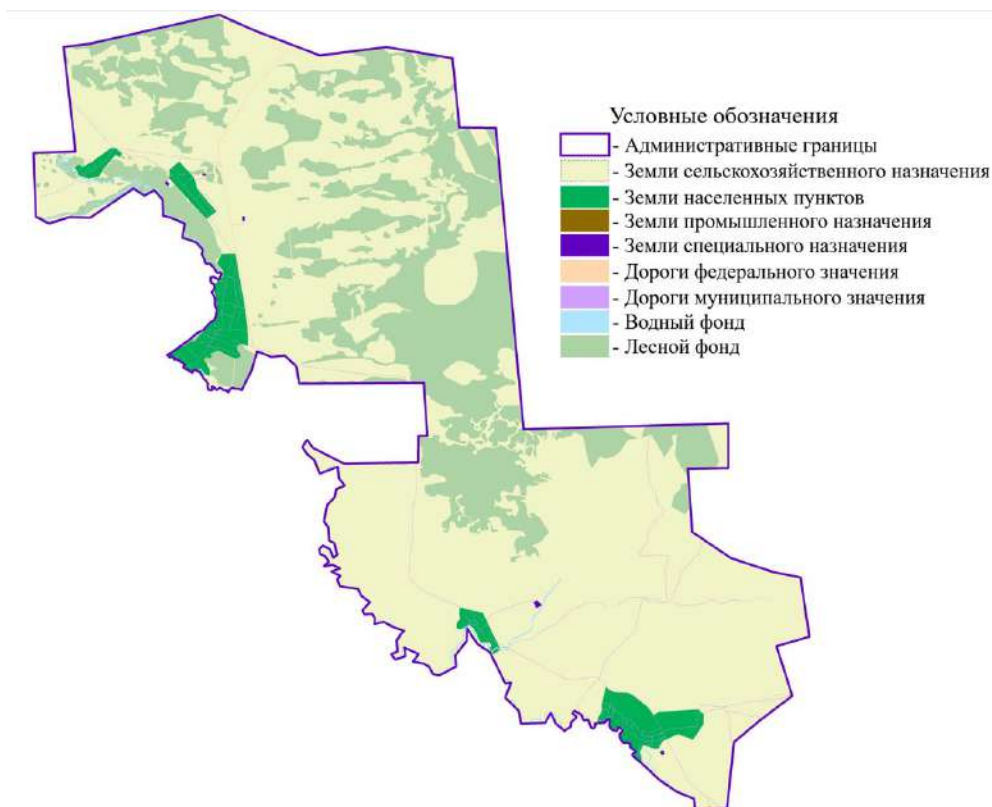 Условные обозначения
- Административные границы
- Земли сельскохозяйственного назначения
- Земли населенных пунктов
- Земли промышленного назначения
- Земли специального назначения
- Дороги федерального значения
- Дороги муниципального значения
- Водный фонд
- Лесной фонд